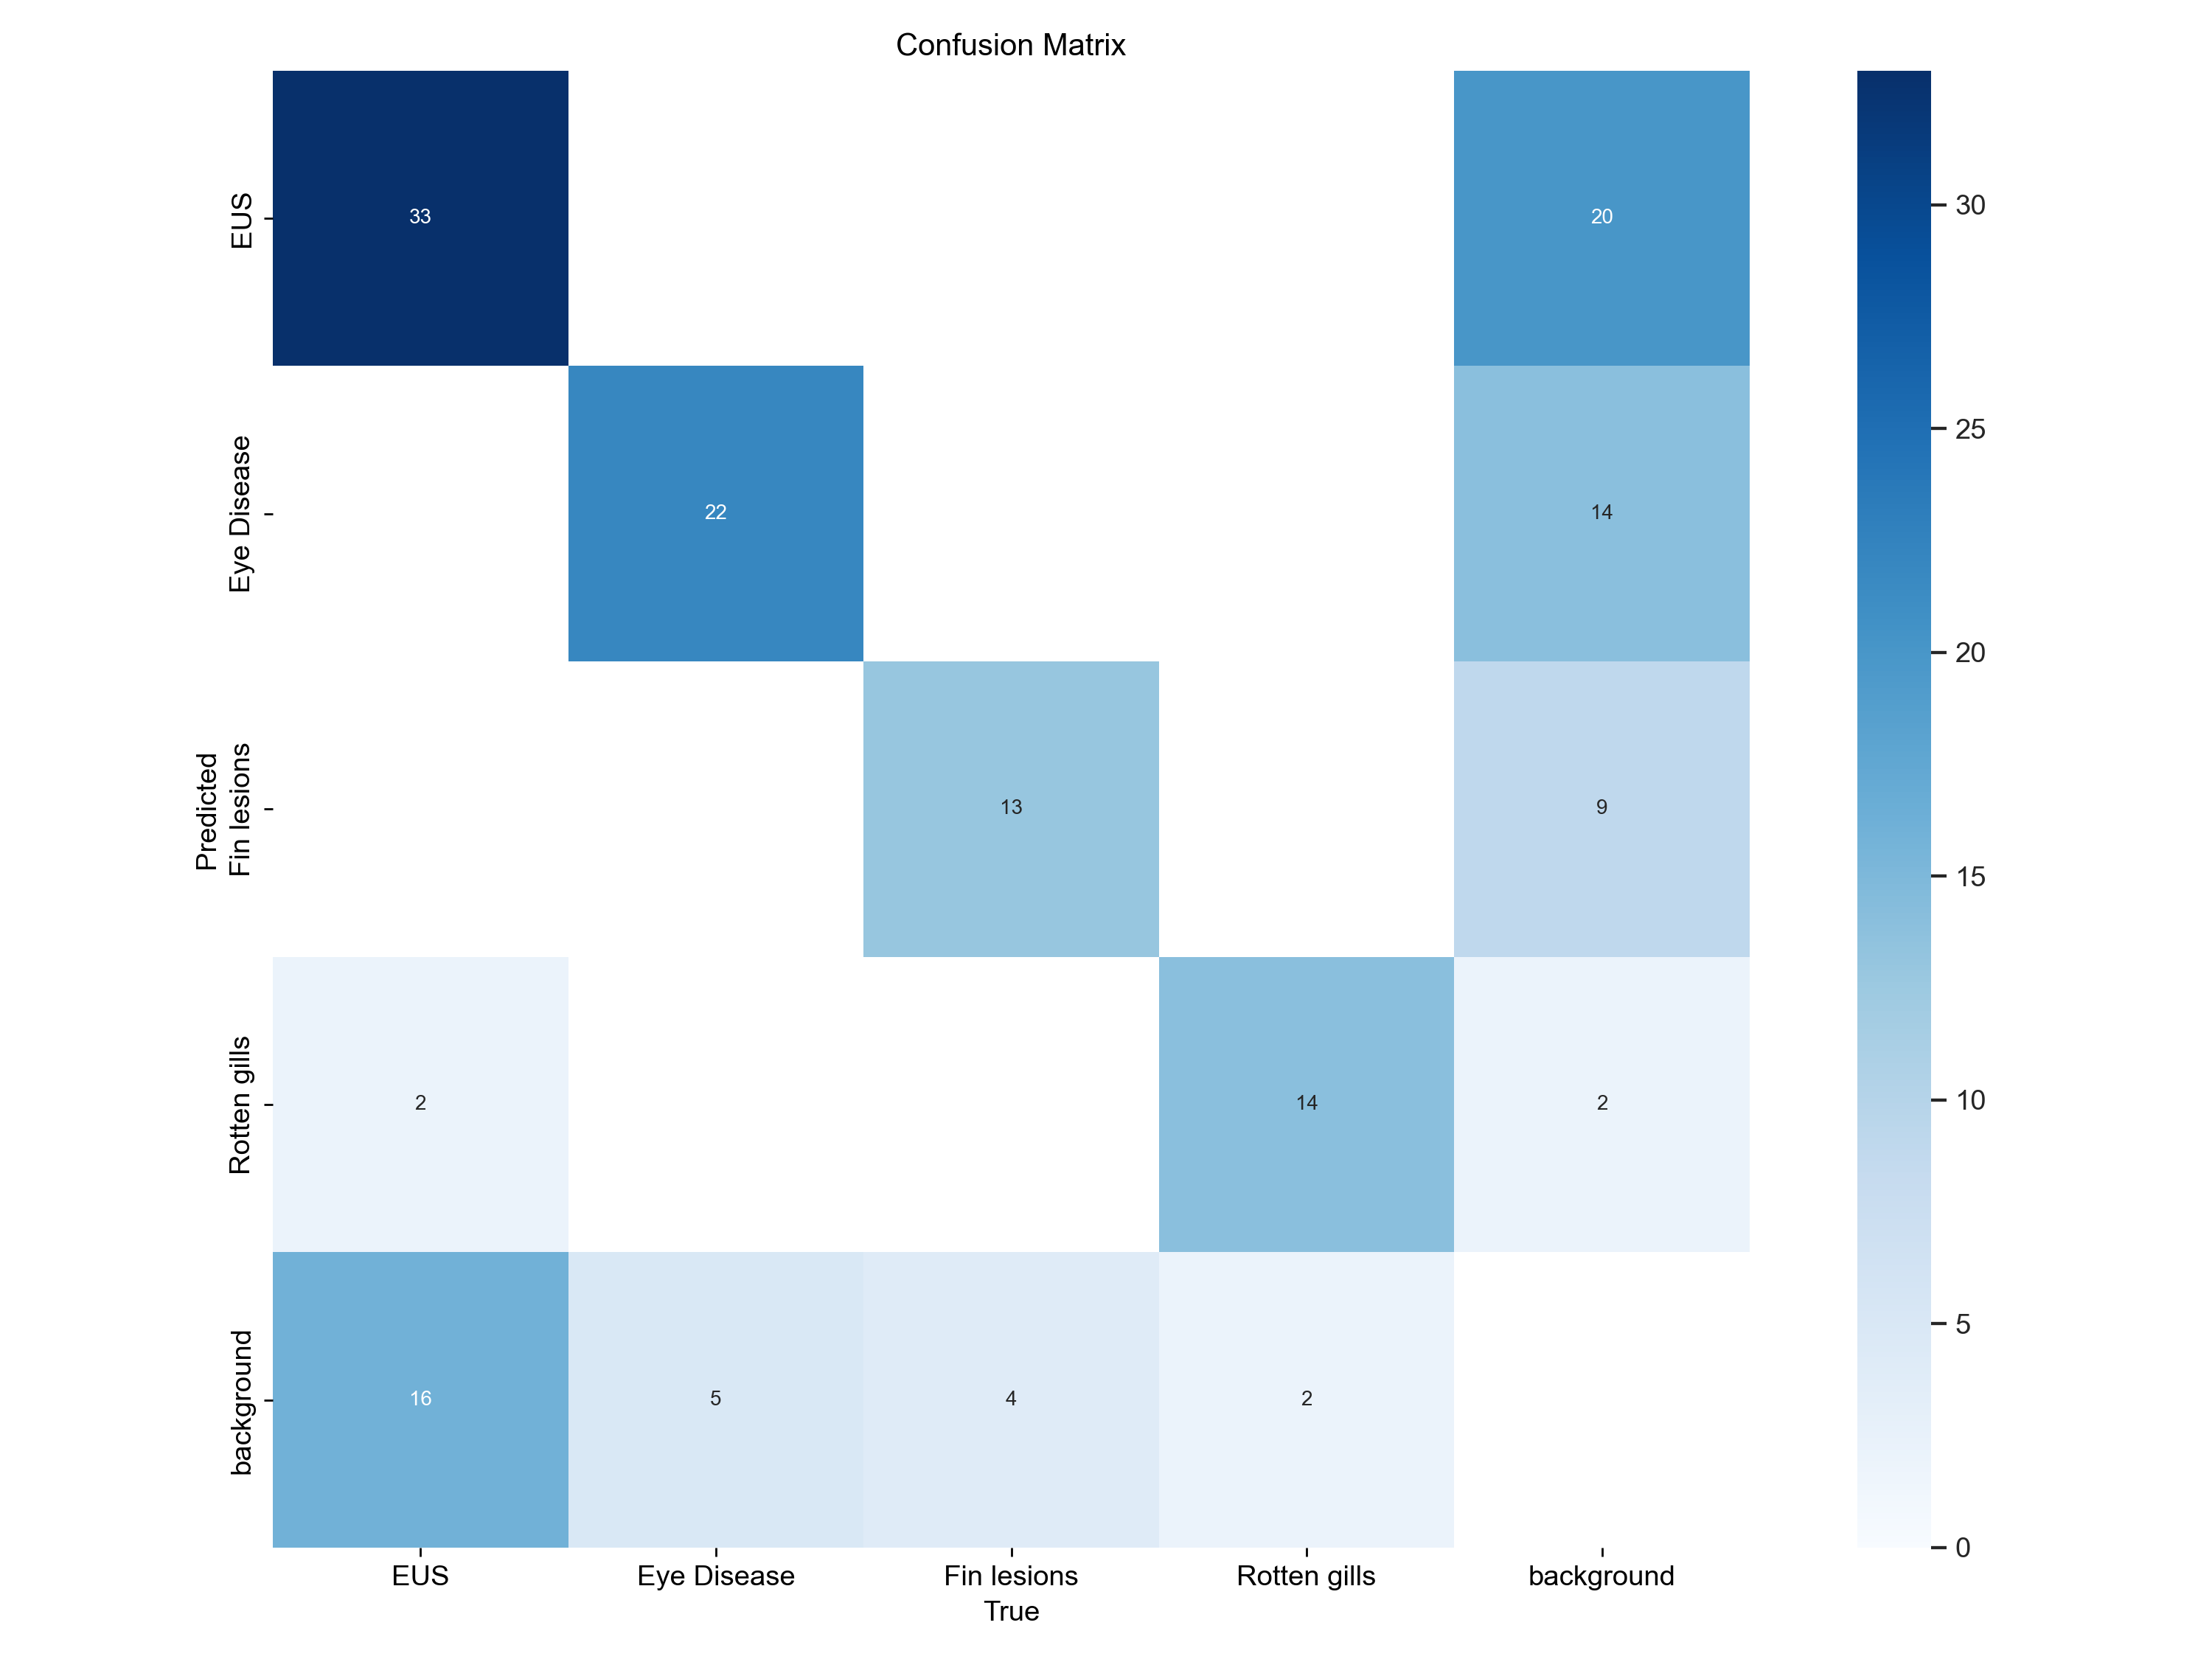 Confusion Matrix
EUS
33
20
30
Eye Disease
22
14
25
20
Predicted
Fin lesions
13
9
15
Rotten gills
2
14
2
10
background
16
5
4
2
5
0
EUS
Eye Disease
Fin lesions
Rotten gills
background
True